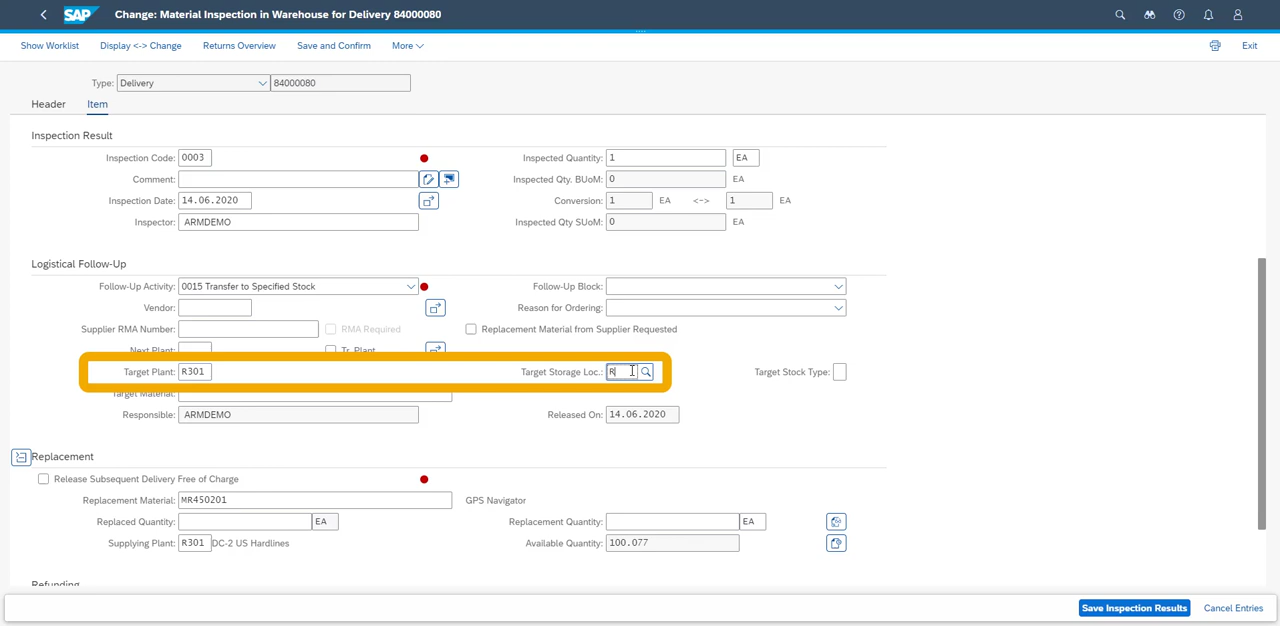 SAP Change: Material Inspection in Warehouse for Delivery 84000080
Show Worklist Display <-> Change Returns Overview Save and Confirm More Exit
Type: Delivery 84000080
Header Item
Inspection Result
Inspection Code: 0003 Inspected Quantity: 1 EA
Comment: Inspected Qty. BUoM: 0 EA
Inspection Date: 14.06.2020 Conversion: 1 EA <-> 1 EA
Inspector: ARMDEMO Inspected Qty SUoM: 0 EA
Logistical Follow-Up
Follow-Up Activity: 0015 Transfer to Specified Stock Follow-Up Block:
Vendor: Reason for Ordering:
Supplier RMA Number: RMA Required Replacement Material from Supplier Requested
Next Plant: Tr. Plant
Target Plant: R301 Target Storage Loc.: R Target Stock Type:
Target Material:
Responsible: ARMDEMO Released On: 14.06.2020
Replacement
Release Subsequent Delivery Free of Charge
Replacement Material: MR450201 GPS Navigator
Replaced Quantity: EA Replacement Quantity: EA
Supplying Plant: R301 DC-2 US Hardlines Available Quantity: 100.077
Refunding
Save Inspection Results Cancel Entries